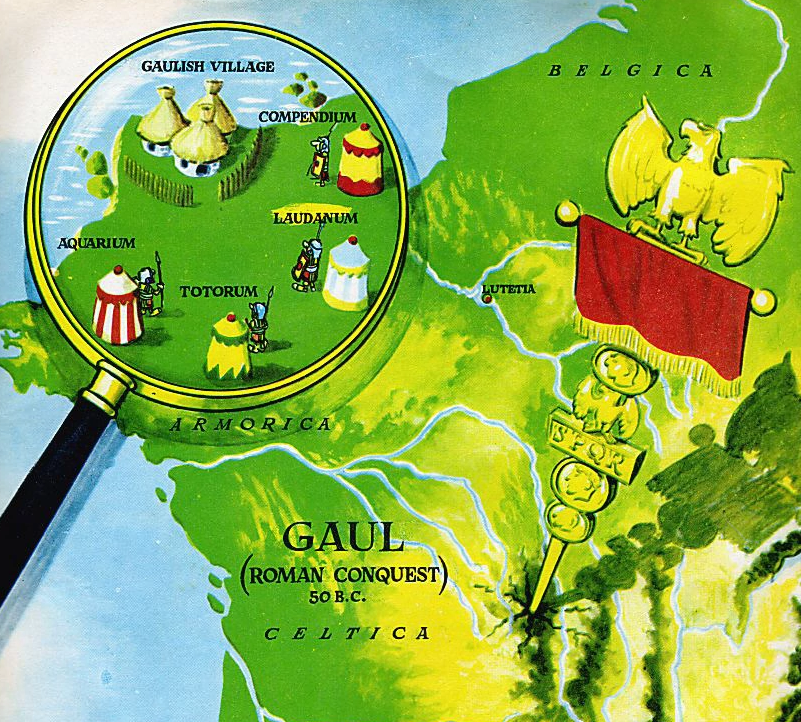 GAULISH VILLAGE
COMPENDIUM
LAUDANUM
AQUARIUM
TOTORUM
BELGICA
LUTETIA
SPQR
ARMORICA
GAUL
(ROMAN CONQUEST)
50 B.C.
CELTICA